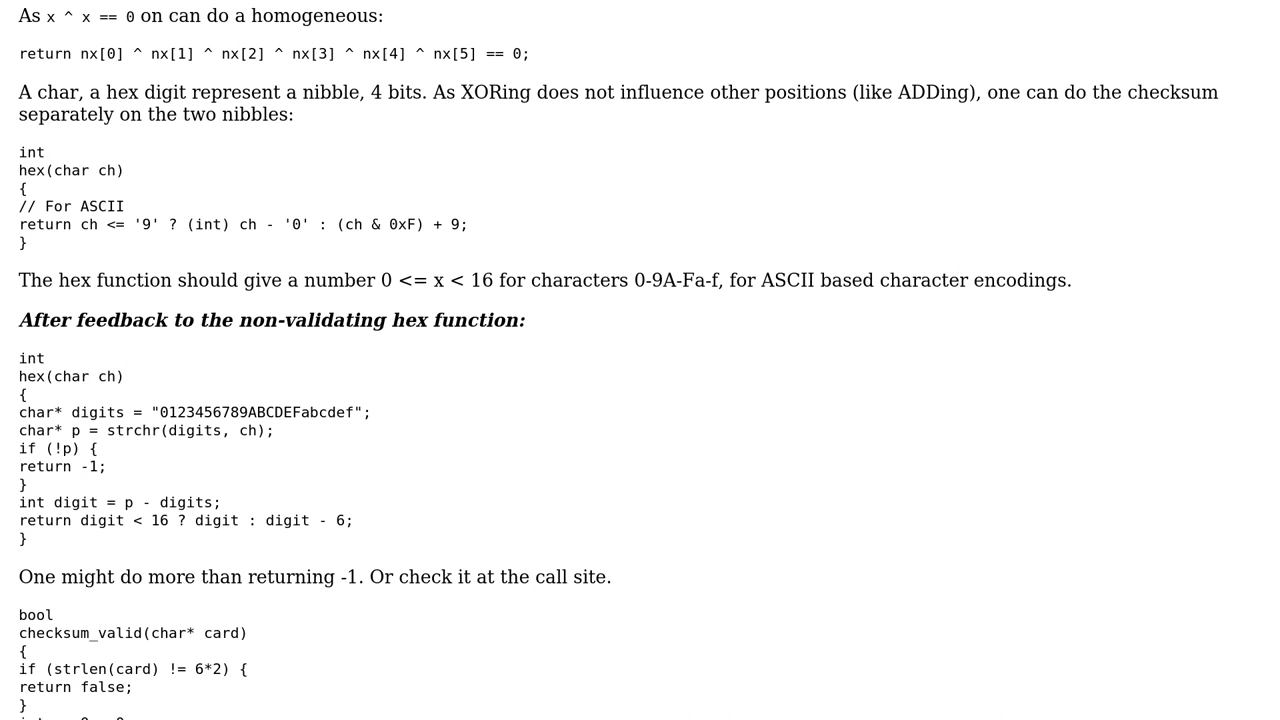 As x ^ x == 0 on can do a homogeneous:
return nx[0] ^ nx[1] ^ nx[2] ^ nx[3] ^ nx[4] ^ nx[5] == 0;
A char, a hex digit represent a nibble, 4 bits. As XORing does not influence other positions (like ADDing), one can do the checksum
separately on the two nibbles:
int
hex(char ch)
{
// For ASCII
return ch <= '9' ? (int) ch - '0' : (ch & 0xF) + 9;
}
The hex function should give a number 0 <= x < 16 for characters 0-9A-Fa-f, for ASCII based character encodings.
After feedback to the non-validating hex function:
int
hex(char ch)
{
char* digits = "0123456789ABCDEFabcdef";
char* p = strchr(digits, ch);
if (!p) {
return -1;
}
int digit = p - digits;
return digit < 16 ? digit : digit - 6;
}
One might do more than returning -1. Or check it at the call site.
bool
checksum_valid(char* card)
{
if (strlen(card) != 6*2) {
return false;
}